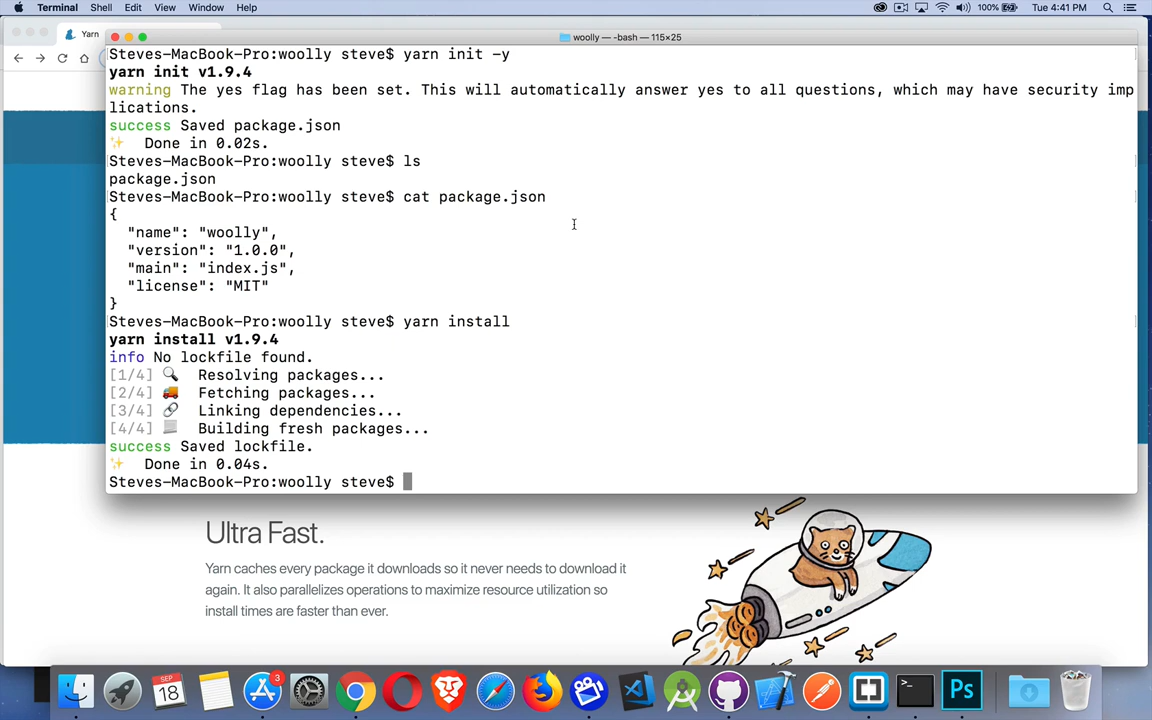 Terminal Shell Edit View Window Help 100% Tue 4:41 PM
Yarn
woolly — -bash — 115×25
Steves-MacBook-Pro:woolly steve$ yarn init -y
yarn init v1.9.4
warning The yes flag has been set. This will automatically answer yes to all questions, which may have security imp
lications.
success Saved package.json
Done in 0.02s.
Steves-MacBook-Pro:woolly steve$ ls
package.json
Steves-MacBook-Pro:woolly steve$ cat package.json
{
"name": "woolly",
"version": "1.0.0",
"main": "index.js",
"license": "MIT"
}
Steves-MacBook-Pro:woolly steve$ yarn install
yarn install v1.9.4
info No lockfile found.
[1/4] Resolving packages...
[2/4] Fetching packages...
[3/4] Linking dependencies...
[4/4] Building fresh packages...
success Saved lockfile.
Done in 0.04s.
Steves-MacBook-Pro:woolly steve$
Ultra Fast.
Yarn caches every package it downloads so it never needs to download it
again. It also parallelizes operations to maximize resource utilization so
install times are faster than ever.
SEP
18
3
>_
Ps